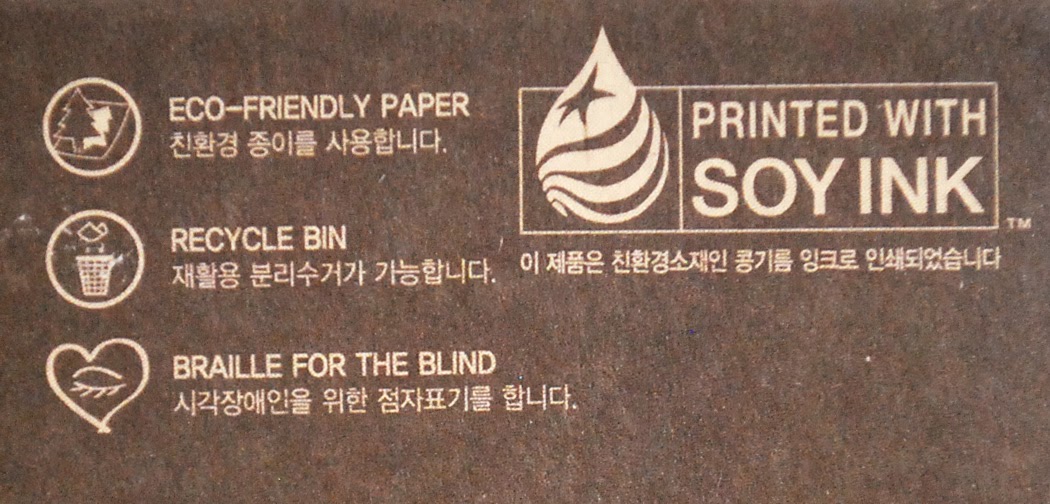 ECO-FRIENDLY PAPER
친환경 종이를 사용합니다.
RECYCLE BIN
재활용 분리수거가 가능합니다.
BRAILLE FOR THE BLIND
시각장애인을 위한 점자표기를 합니다.
PRINTED WITH
SOY INK
TM
이 제품은 친환경소재인 콩기름 잉크로 인쇄되었습니다